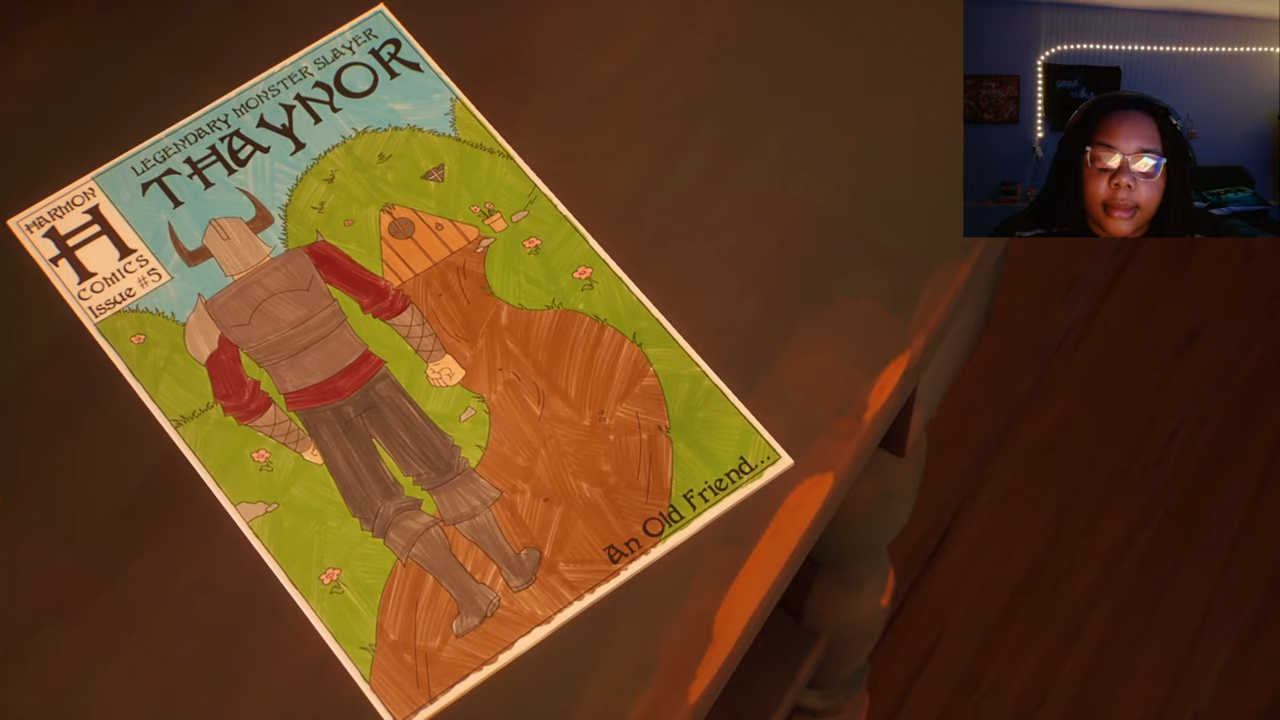 LEGENDARY MONSTER SLAYER
THAYNOR
HARMON
H
COMICS
Issue #5
An Old Friend...